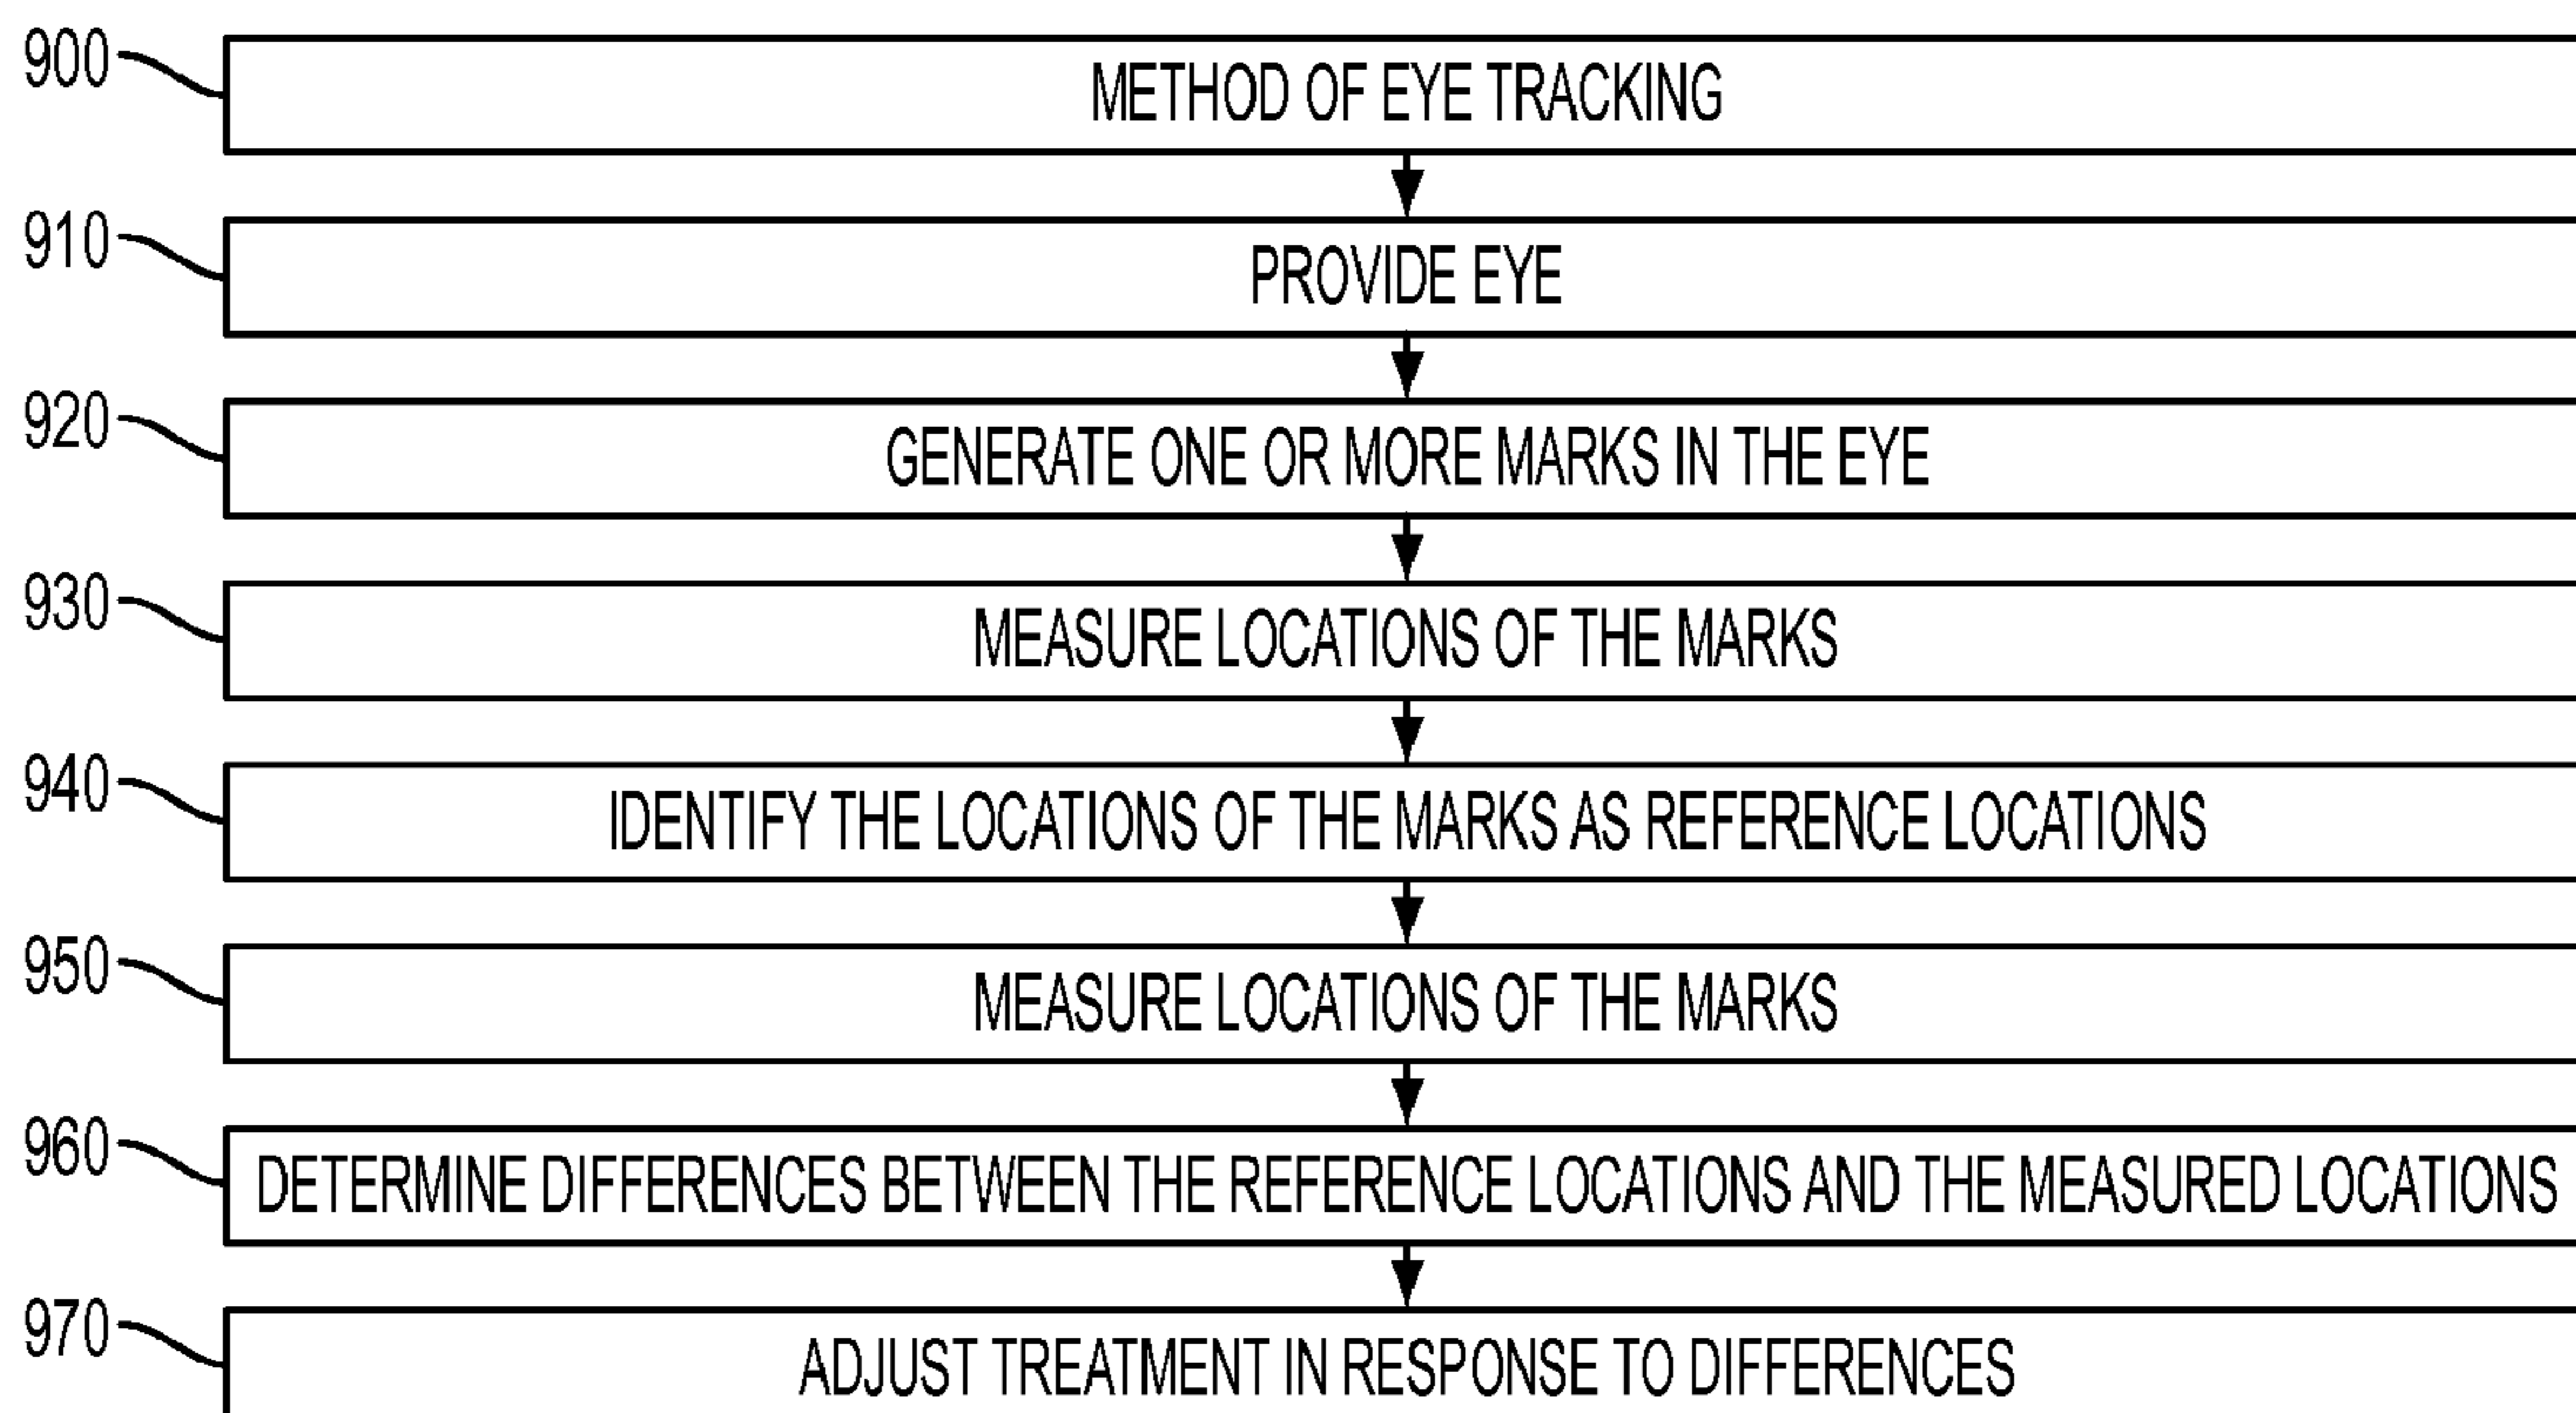 900 METHOD OF EYE TRACKING
910 PROVIDE EYE
920 GENERATE ONE OR MORE MARKS IN THE EYE
930 MEASURE LOCATIONS OF THE MARKS
940 IDENTIFY THE LOCATIONS OF THE MARKS AS REFERENCE LOCATIONS
950 MEASURE LOCATIONS OF THE MARKS
960 DETERMINE DIFFERENCES BETWEEN THE REFERENCE LOCATIONS AND THE MEASURED LOCATIONS
970 ADJUST TREATMENT IN RESPONSE TO DIFFERENCES